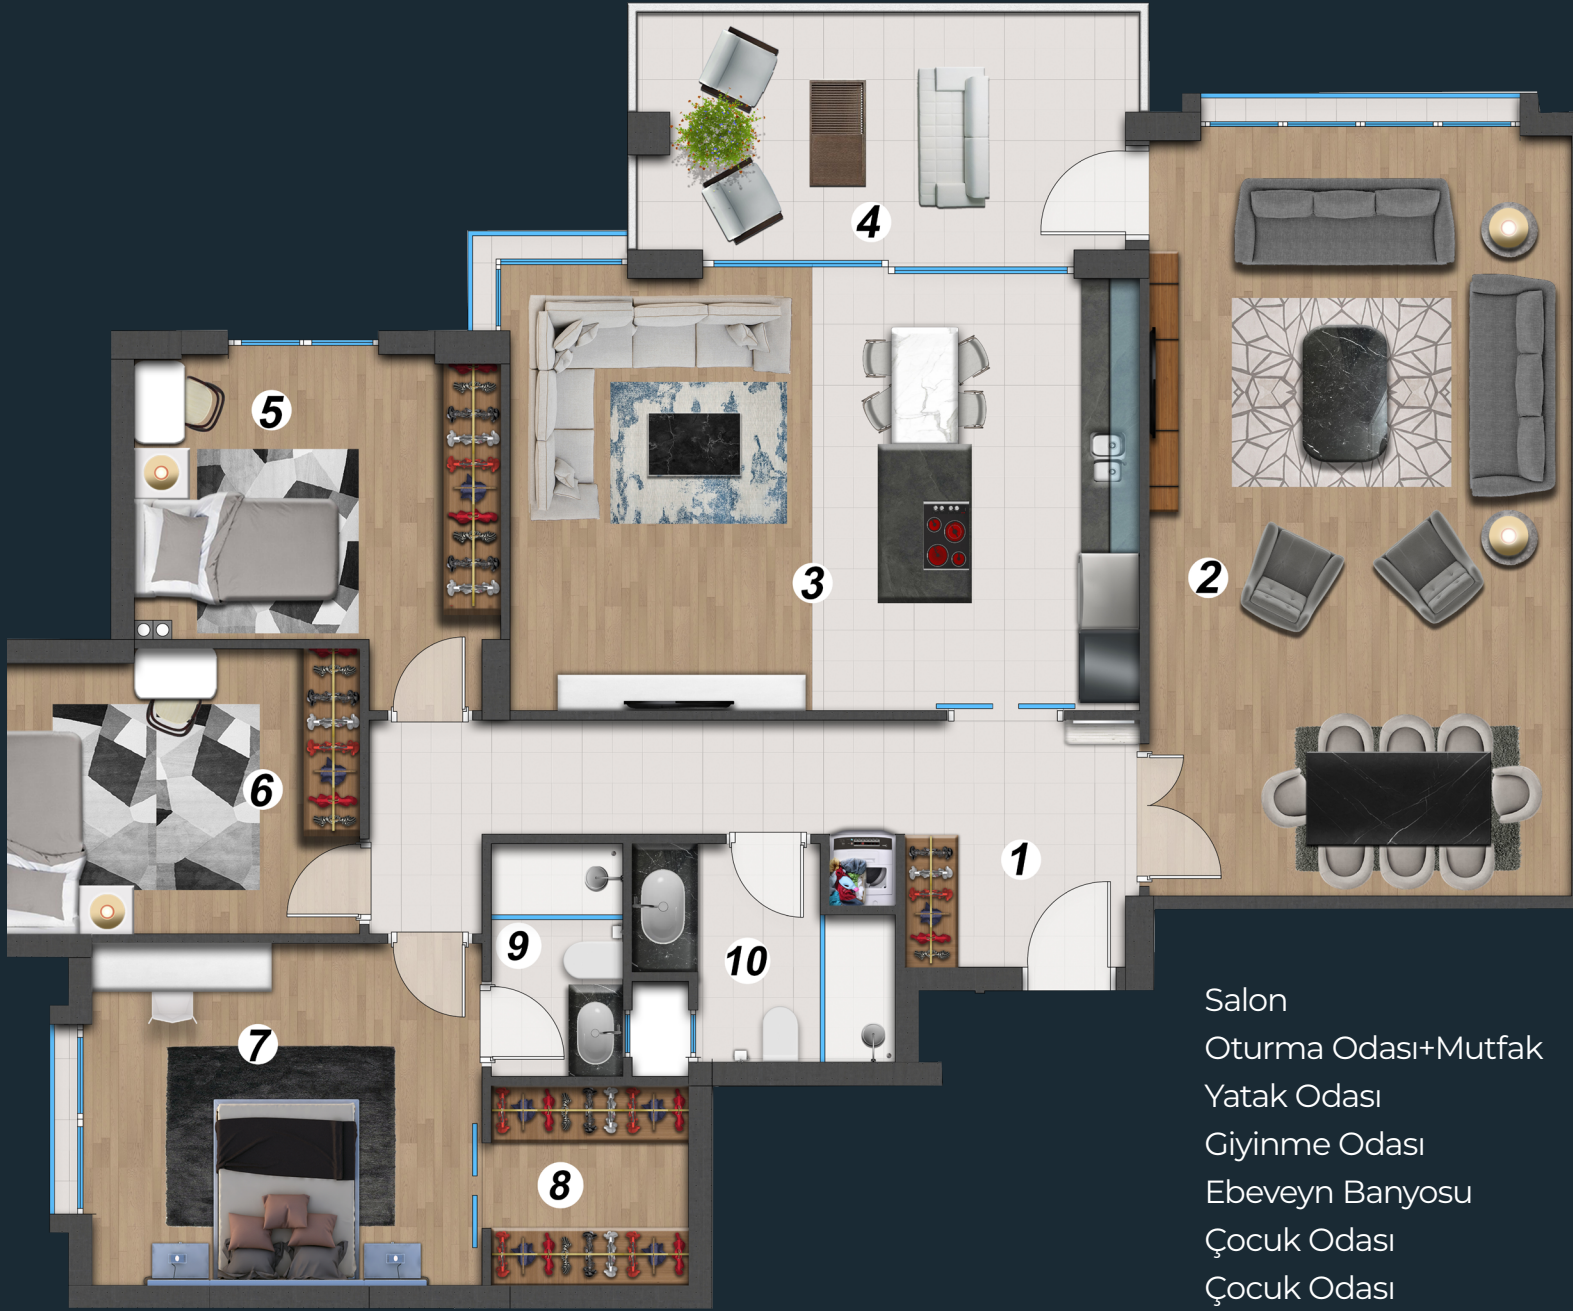 4
5
3
2
6
1
9
10
7
8
Salon
Oturma Odası+Mutfak
Yatak Odası
Giyinme Odası
Ebeveyn Banyosu
Çocuk Odası
Çocuk Odası